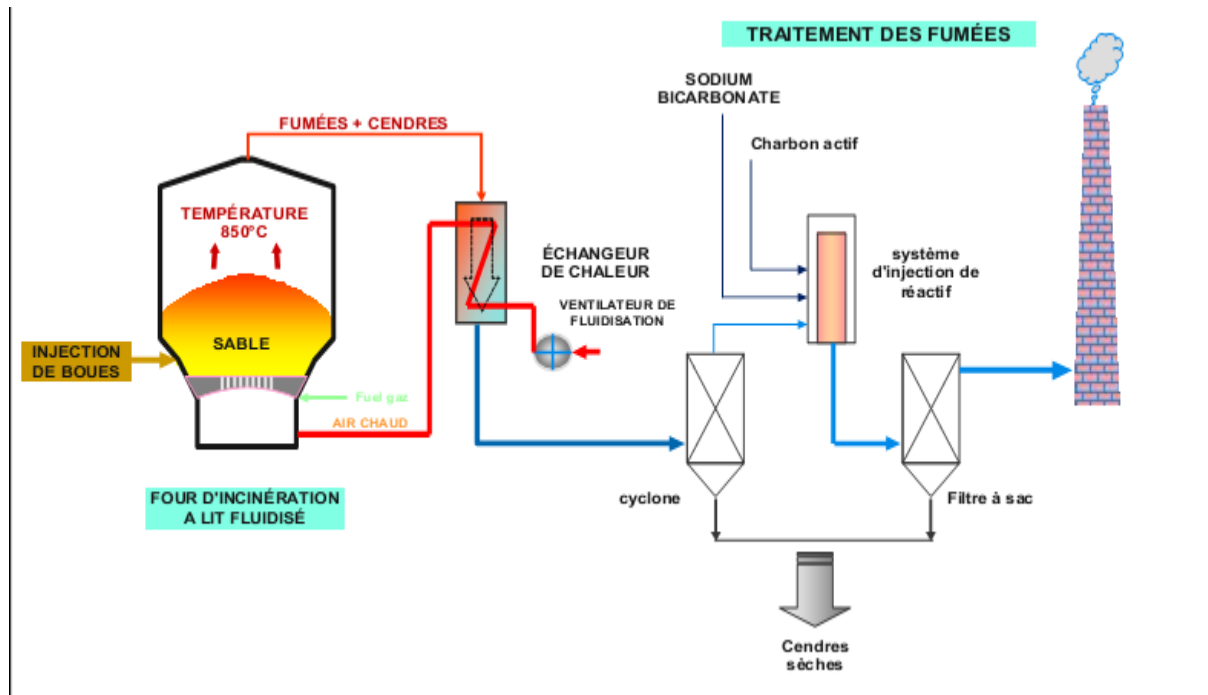 TRAITEMENT DES FUMÉES
SODIUM
BICARBONATE
Charbon actif
FUMÉES + CENDRES
TEMPÉRATURE
850°C
ÉCHANGEUR
DE CHALEUR
système
d'injection de
réactif
VENTILATEUR DE
FLUIDISATION
SABLE
INJECTION
DE BOUES
Fuel gaz
AIR CHAUD
FOUR D'INCINÉRATION
A LIT FLUIDISÉ
cyclone
Filtre à sac
Cendres
sèches